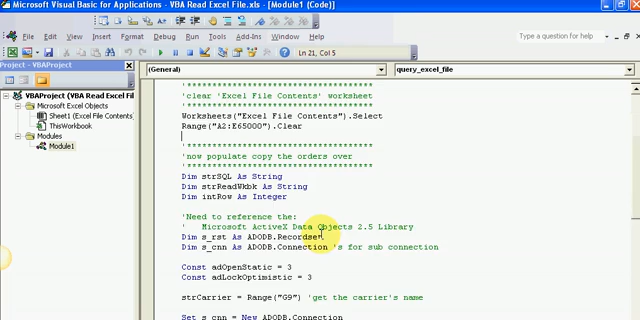 Microsoft Visual Basic for Applications - VBA Read Excel File.xls - [Module1 (Code)]
File Edit View Insert Format Debug Run Tools Add-Ins Window Help
Type a question for help
Ln 21, Col 5
Project - VBAProject
(General)
query_excel_file
VBAProject (VBA Read Excel Fi
Microsoft Excel Objects
Sheet1 (Excel File Contents)
ThisWorkbook
Modules
Module1
'************************************
'clear 'Excel File Contents' worksheet
'************************************
Worksheets("Excel File Contents").Select
Range("A2:E65000").Clear
'************************************
'now populate copy the orders over
'************************************
Dim strSQL As String
Dim strReadWkbk As String
Dim intRow As Integer
'Need to reference the:
' Microsoft ActiveX Data Objects 2.5 Library
Dim s_rst As ADODB.Recordset
Dim s_cnn As ADODB.Connection 's for sub connection
Const adOpenStatic = 3
Const adLockOptimistic = 3
strCarrier = Range("G9") 'get the carrier's name
Set s_cnn = New ADODB.Connection